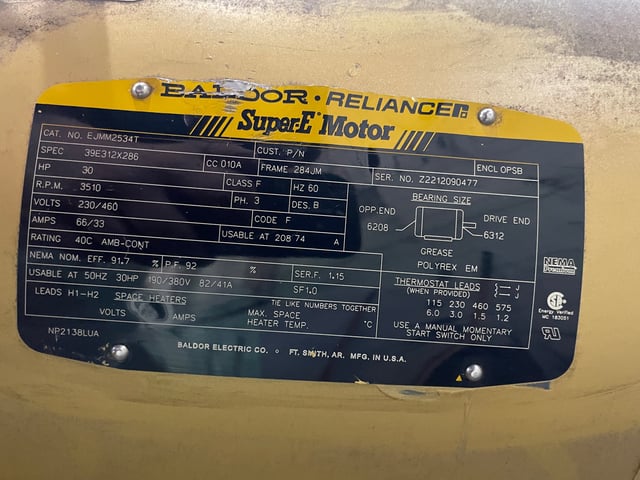 BALDOR • RELIANCER
Super-E Motor
CAT. NO. EJMM2534T
SPEC 39E312X286 CUST. P/N
HP 30 CC 010A FRAME 284JM ENCL OPSB
R.P.M. 3510 CLASS F HZ 60 SER. NO. Z2212090477
VOLTS 230/460 PH. 3 DES. B
AMPS 66/33 CODE F
RATING 40C AMB-CONT USABLE AT 208 74 A
NEMA NOM. EFF. 91.7 % P.F. 92 % SER.F. 1.15
USABLE AT 50HZ 30HP 190/380V 82/41A SF1.0
LEADS H1-H2 SPACE HEATERS TIE LIKE NUMBERS TOGETHER
VOLTS AMPS MAX. SPACE HEATER TEMP. °C
BEARING SIZE
OPP.END DRIVE END
6208 6312
GREASE
POLYREX EM
THERMOSTAT LEADS J
(WHEN PROVIDED) J
115 230 460 575
6.0 3.0 1.5 1.2
USE A MANUAL MOMENTARY
START SWITCH ONLY
NEMA
Premium
Energy Verified
MC 183051
NP2138LUA
BALDOR ELECTRIC CO. • FT. SMITH, AR. MFG. IN U.S.A.